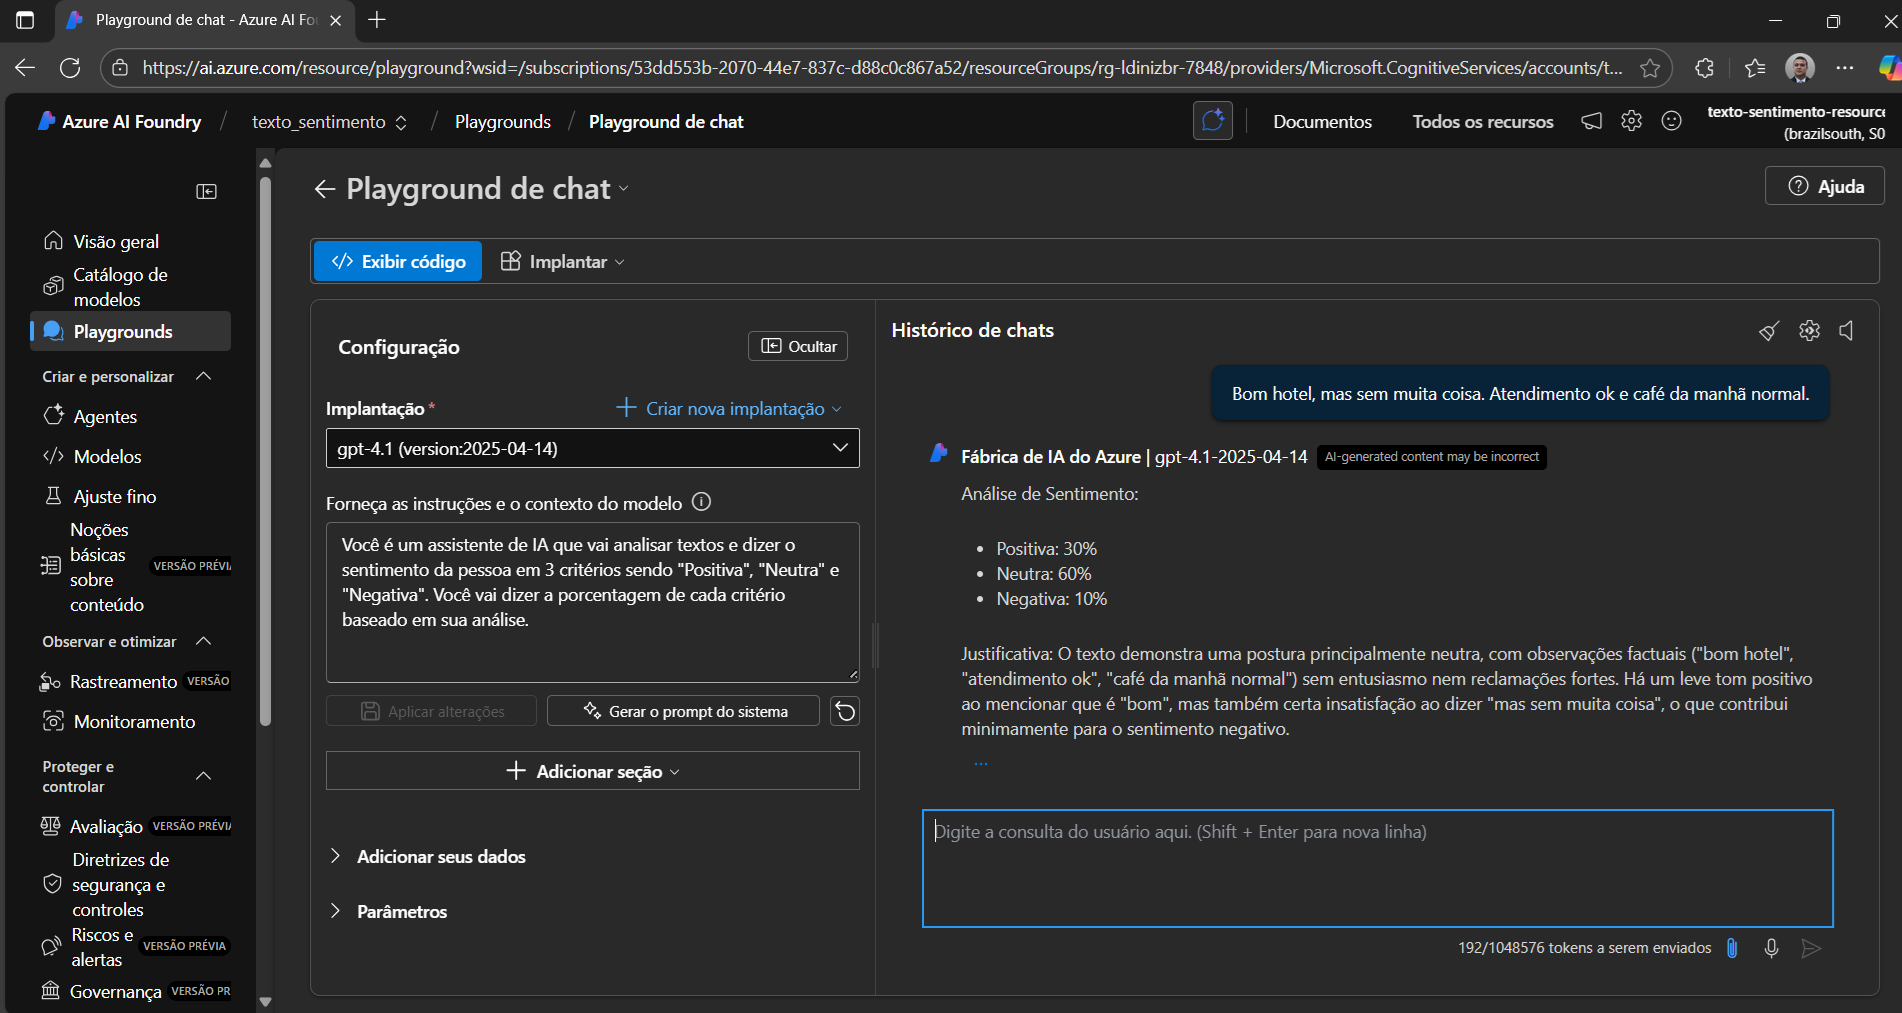 Playground de chat - Azure AI Fo
https://ai.azure.com/resource/playground?wsid=/subscriptions/53dd553b-2070-44e7-837c-d88c0c867a52/resourceGroups/rg-ldinizbr-7848/providers/Microsoft.CognitiveServices/accounts/t...
Azure AI Foundry / texto_sentimento / Playgrounds / Playground de chat
Documentos
Todos os recursos
texto-sentimento-resource
(brazilsouth, S0
Visão geral
Catálogo de
modelos
Playgrounds
Criar e personalizar
Agentes
Modelos
Ajuste fino
Noções
básicas
sobre
conteúdo
VERSÃO PRÉVIA
Observar e otimizar
Rastreamento VERSÃO
Monitoramento
Proteger e
controlar
Avaliação VERSÃO PRÉVIA
Diretrizes de
segurança e
controles
Riscos e
alertas
VERSÃO PRÉVIA
Governança VERSÃO PR
Playground de chat
Ajuda
Exibir código
Implantar
Configuração
Ocultar
Implantação*
Criar nova implantação
gpt-4.1 (version:2025-04-14)
Forneça as instruções e o contexto do modelo
Você é um assistente de IA que vai analisar textos e dizer o
sentimento da pessoa em 3 critérios sendo "Positiva", "Neutra" e
"Negativa". Você vai dizer a porcentagem de cada critério
baseado em sua análise.
Aplicar alterações
Gerar o prompt do sistema
Adicionar seção
Adicionar seus dados
Parâmetros
Histórico de chats
Bom hotel, mas sem muita coisa. Atendimento ok e café da manhã normal.
Fábrica de IA do Azure | gpt-4.1-2025-04-14 AI-generated content may be incorrect
Análise de Sentimento:
• Positiva: 30%
• Neutra: 60%
• Negativa: 10%
Justificativa: O texto demonstra uma postura principalmente neutra, com observações factuais ("bom hotel",
"atendimento ok", "café da manhã normal") sem entusiasmo nem reclamações fortes. Há um leve tom positivo
ao mencionar que é "bom", mas também certa insatisfação ao dizer "mas sem muita coisa", o que contribui
minimamente para o sentimento negativo.
...
Digite a consulta do usuário aqui. (Shift + Enter para nova linha)
192/1048576 tokens a serem enviados